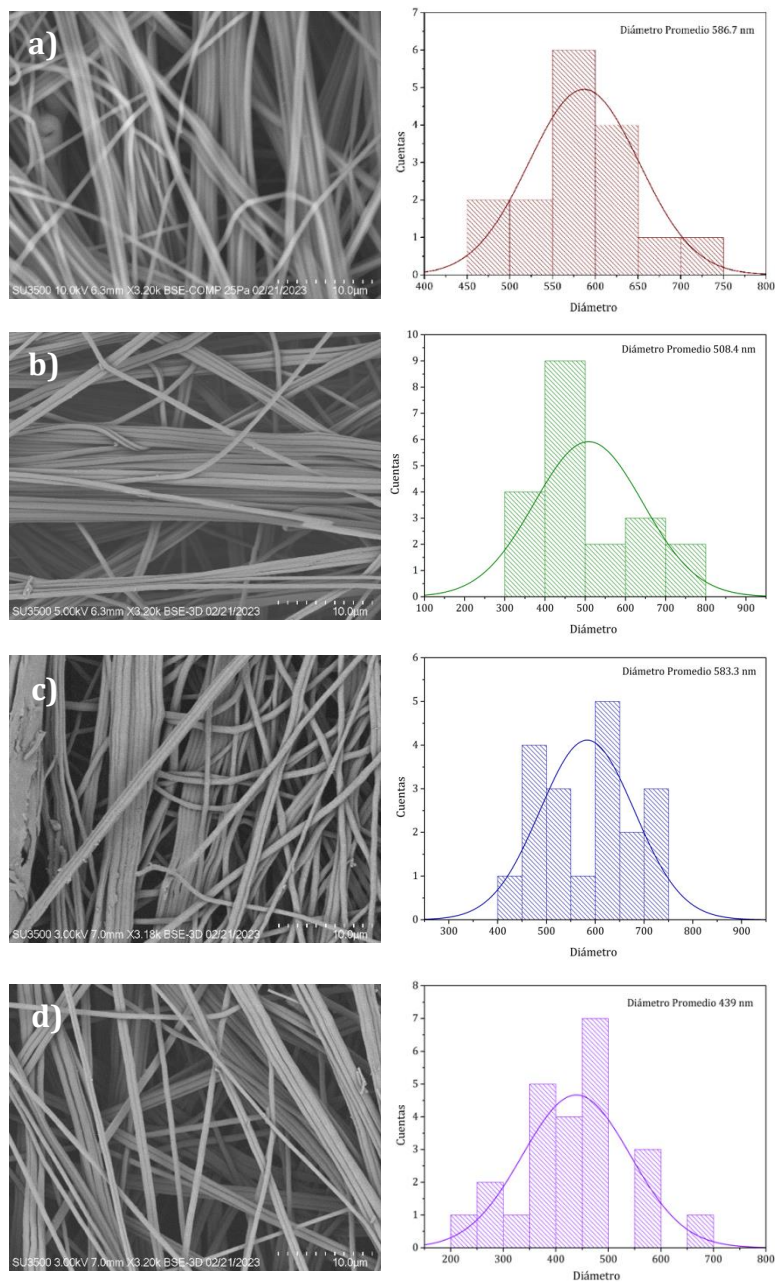 a)
SU3500 10.0kV 6.3mm X3.20k BSE-COMP 25Pa 02/21/2023 10.0µm
Diámetro Promedio 586.7 nm
Cuentas
7
6
5
4
3
2
1
0
400 450 500 550 600 650 700 750 800
Diámetro
b)
SU3500 5.00kV 6.3mm X3.20k BSE-3D 02/21/2023 10.0µm
Diámetro Promedio 508.4 nm
Cuentas
10
9
8
7
6
5
4
3
2
1
0
100 200 300 400 500 600 700 800 900
Diámetro
c)
SU3500 3.00kV 7.0mm X3.18k BSE-3D 02/21/2023 10.0µm
Diámetro Promedio 583.3 nm
Cuentas
6
5
4
3
2
1
0
300 400 500 600 700 800 900
Diámetro
d)
SU3500 3.00kV 7.0mm X3.20k BSE-3D 02/21/2023 10.0µm
Diámetro Promedio 439 nm
Cuentas
8
7
6
5
4
3
2
1
0
200 300 400 500 600 700 800
Diámetro